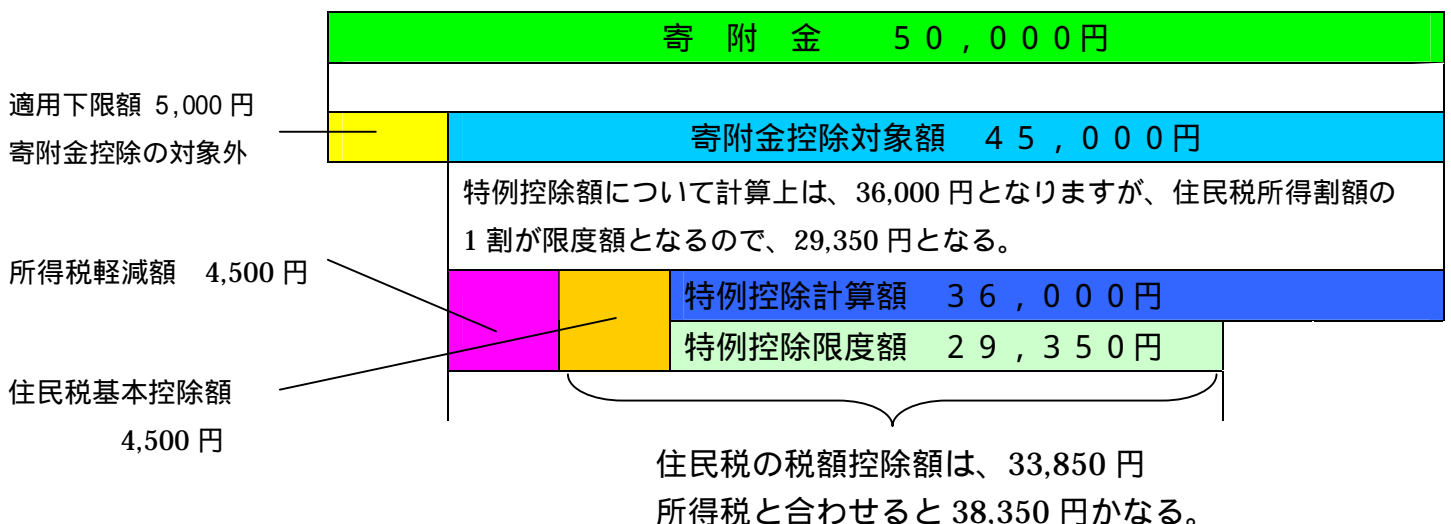 寄 附 金 50,000円
適用下限額 5,000 円
寄附金控除の対象外
寄附金控除対象額 45,000円
特例控除額について計算上は、36,000 円となりますが、住民税所得割額の
1 割が限度額となるので、29,350 円となる。
所得税軽減額 4,500 円
特例控除計算額 36,000円
特例控除限度額 29,350円
住民税基本控除額
4,500 円
住民税の税額控除額は、33,850 円
所得税と合わせると 38,350 円かなる。